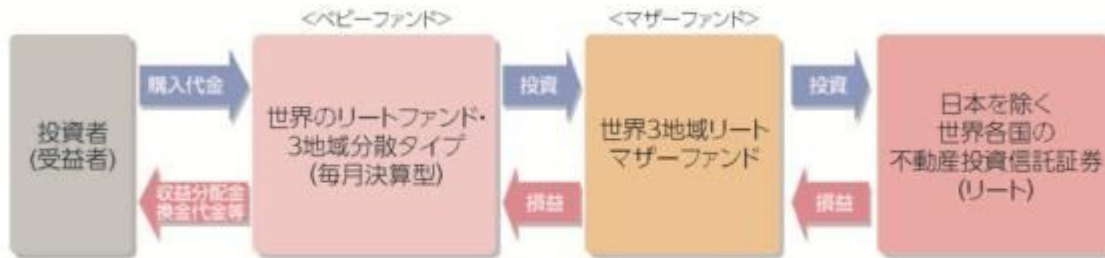 <ベビーファンド>
<マザーファンド>
投資者
(受益者)
購入代金
収益分配金
換金代金等
世界のリートファンド・
3地域分散タイプ
(毎月決算型)
投資
損益
世界3地域リート
マザーファンド
投資
損益
日本を除く
世界各国の
不動産投資信託証券
(リート)